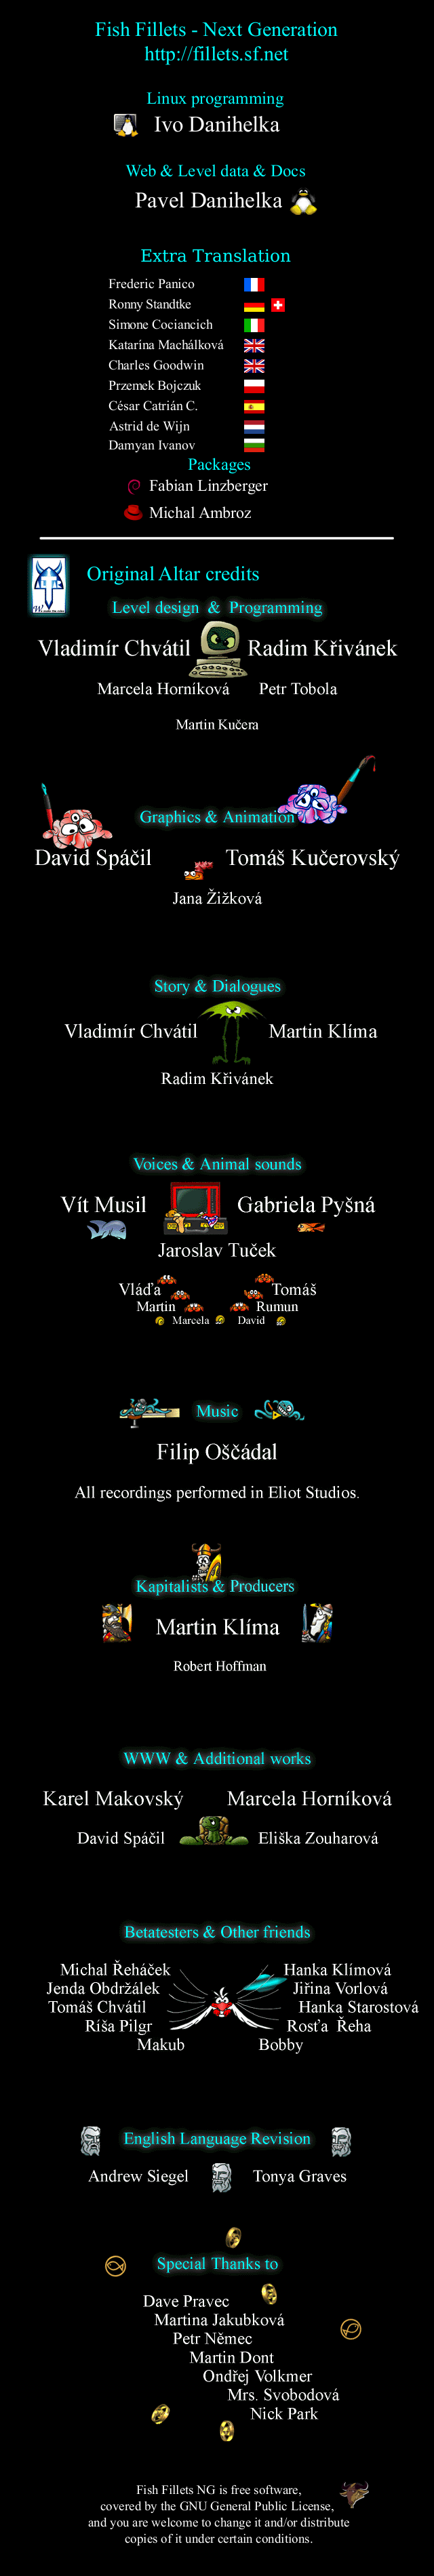 Fish Fillets - Next Generation
http://fillets.sf.net
Linux programming
Ivo Danihelka
Web & Level data & Docs
Pavel Danihelka
Extra Translation
Frederic Panico
Ronny Standtke
Simone Cociancich
Katarína Machálková
Charles Goodwin
Przemek Bojczuk
César Catrián C.
Astrid de Wijn
Damyan Ivanov
Packages
Fabian Linzberger
Michal Ambroz
Original Altar credits
Level design & Programming
Vladimír Chvátil Radim Křivánek
Marcela Horníková Petr Tobola
Martin Kučera
Graphics & Animation
David Spáčil Tomáš Kučerovský
Jana Žižková
Story & Dialogues
Vladimír Chvátil Martin Klíma
Radim Křivánek
Voices & Animal sounds
Vít Musil Gabriela Pyšná
Jaroslav Tuček
Vláďa Tomáš
Martin Rumun
Marcela David
Music
Filip Oščádal
All recordings performed in Eliot Studios.
Kapitalists & Producers
Martin Klíma
Robert Hoffman
WWW & Additional works
Karel Makovský Marcela Horníková
David Spáčil Eliška Zouharová
Betatesters & Other friends
Michal Řeháček Hanka Klímová
Jenda Obdržálek Jiřina Vorlová
Tomáš Chvátil Hanka Starostová
Ríša Pilgr Rosťa Řeha
Makub Bobby
English Language Revision
Andrew Siegel Tonya Graves
Special Thanks to
Dave Pravec
Martina Jakubková
Petr Němec
Martin Dont
Ondřej Volkmer
Mrs. Svobodová
Nick Park
Fish Fillets NG is free software,
covered by the GNU General Public License,
and you are welcome to change it and/or distribute
copies of it under certain conditions.